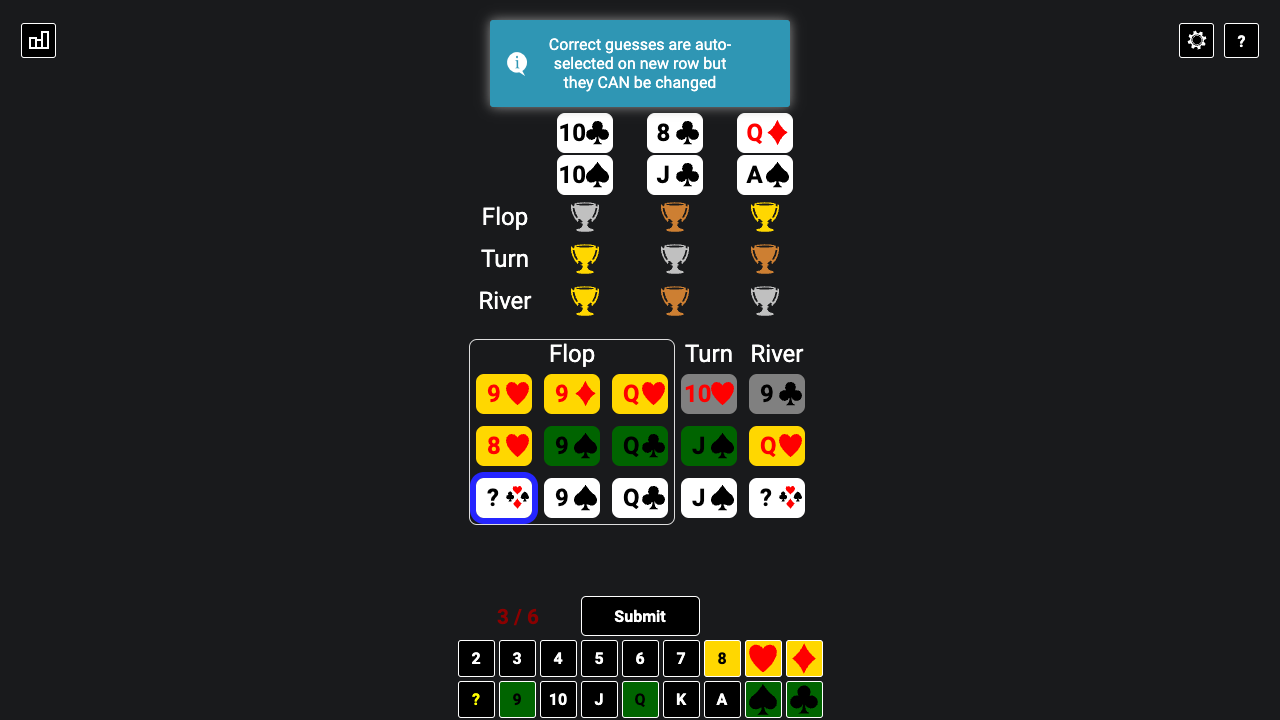 ?
Correct guesses are auto-
selected on new row but
they CAN be changed
10 8 Q
10 J A
Flop
Turn
River
Flop Turn River
9 9 Q 10 9
8 9 Q J Q
? 9 Q J ?
3 / 6 Submit
2 3 4 5 6 7 8
? 9 10 J Q K A